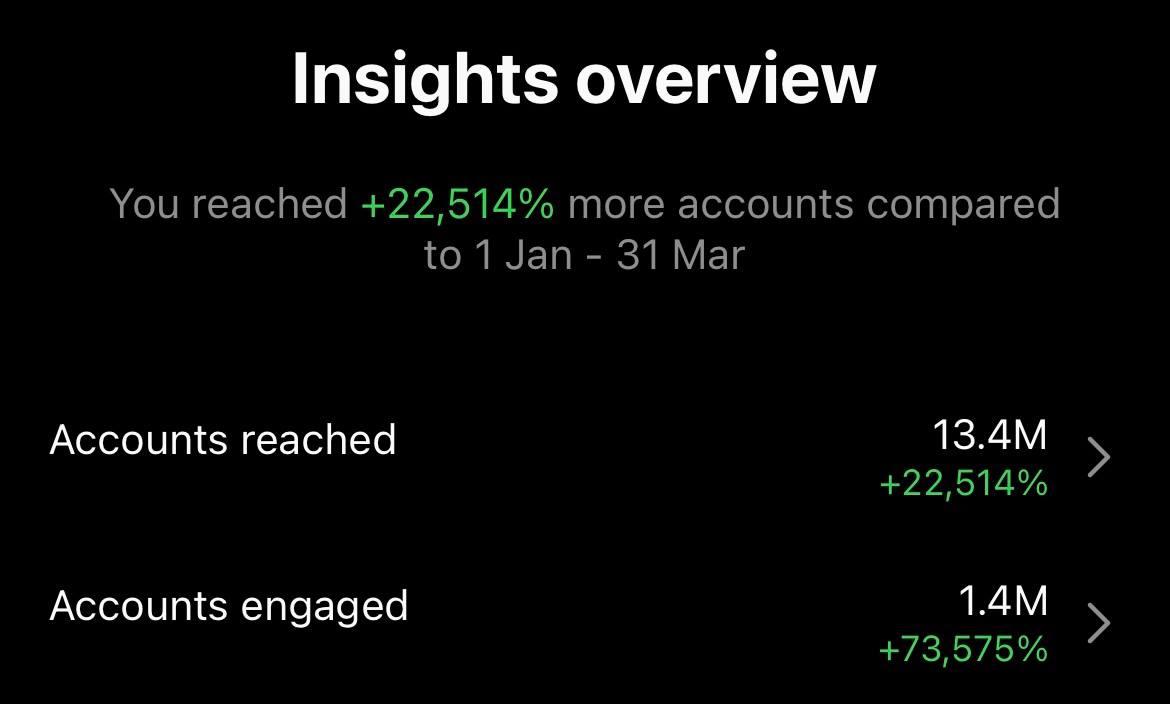 Insights overview
You reached +22,514% more accounts compared
to 1 Jan - 31 Mar
Accounts reached
13.4M
+22,514%
Accounts engaged
1.4M
+73,575%